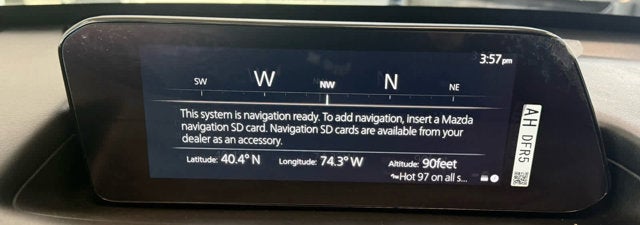 3:57pm
SW W NW N NE
This system is navigation ready. To add navigation, insert a Mazda
navigation SD card. Navigation SD cards are available from your
dealer as an accessory.
Latitude: 40.4° N Longitude: 74.3° W Altitude: 90feet
Hot 97 on all s...
AH DFR5